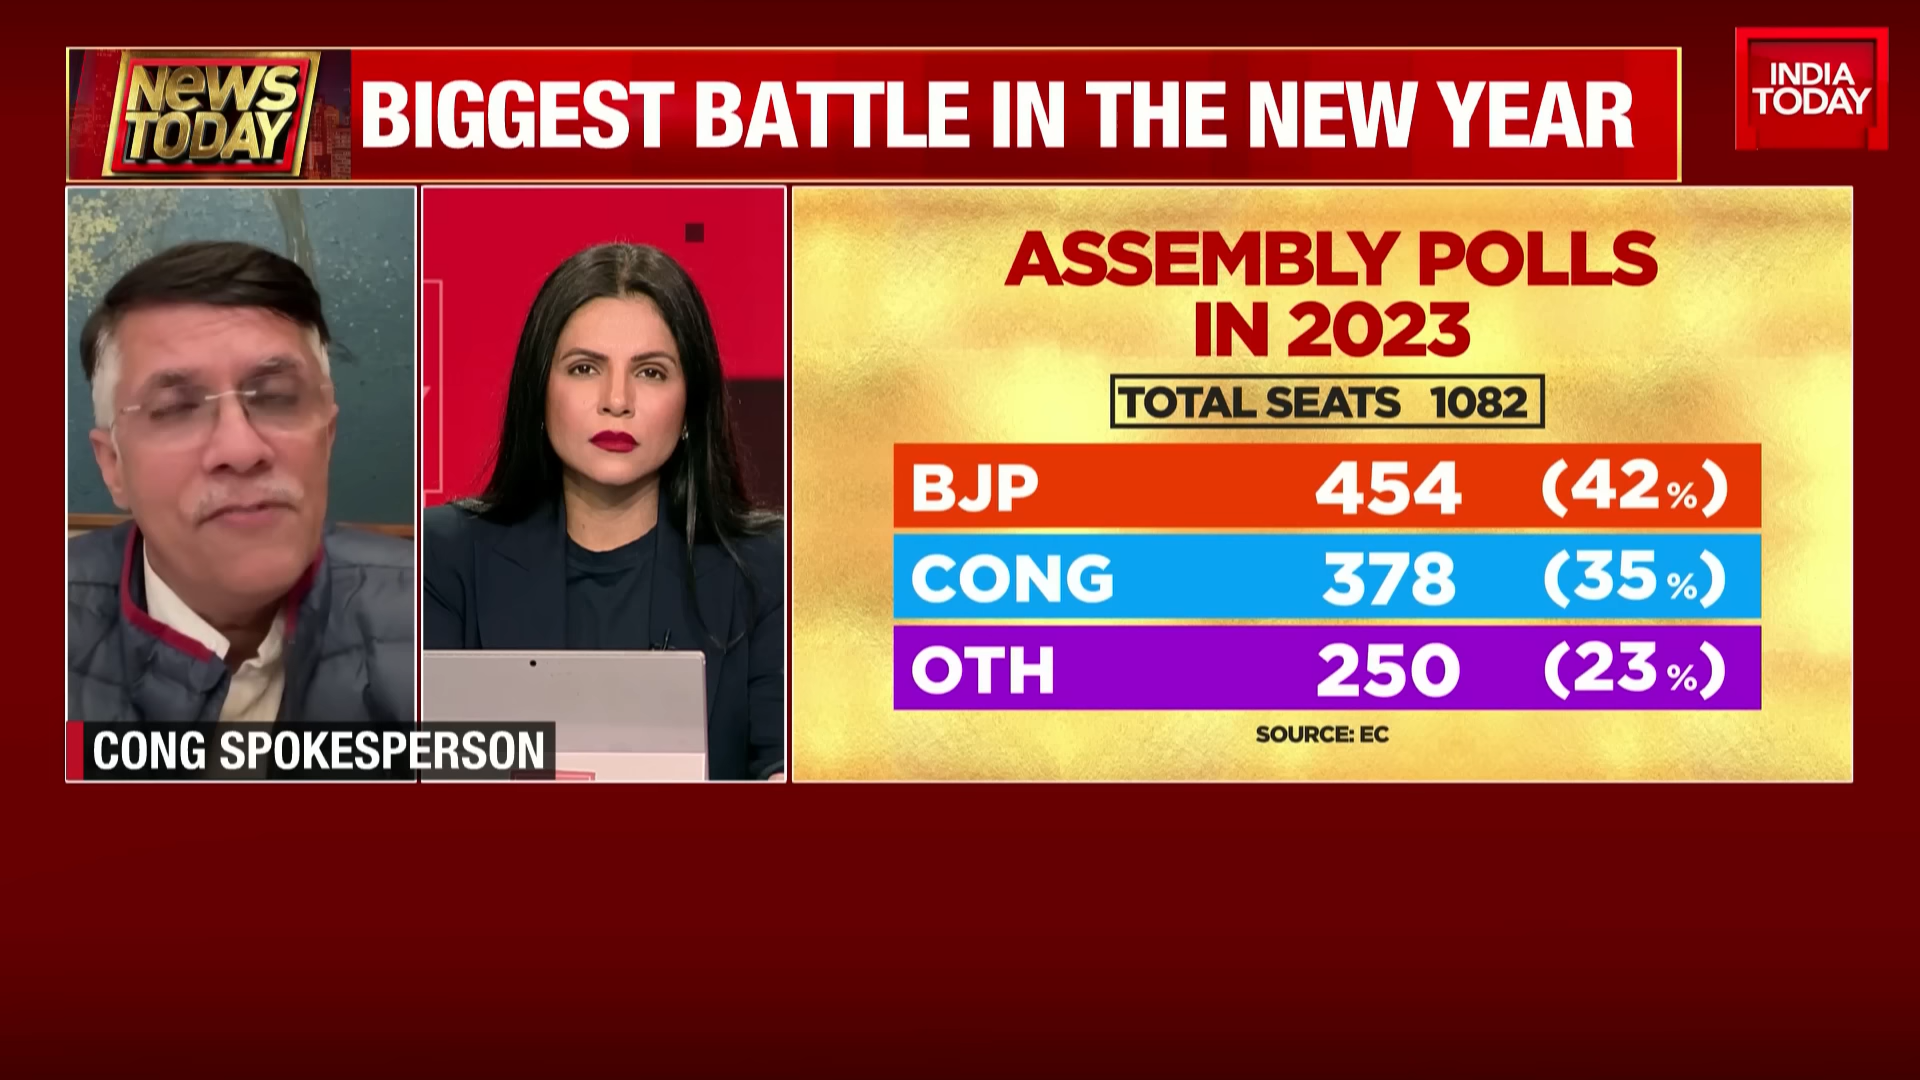 NEWS
TODAY
BIGGEST BATTLE IN THE NEW YEAR
INDIA
TODAY
ASSEMBLY POLLS
IN 2023
TOTAL SEATS 1082
BJP 454 (42%)
CONG 378 (35%)
OTH 250 (23%)
SOURCE: EC
CONG SPOKESPERSON